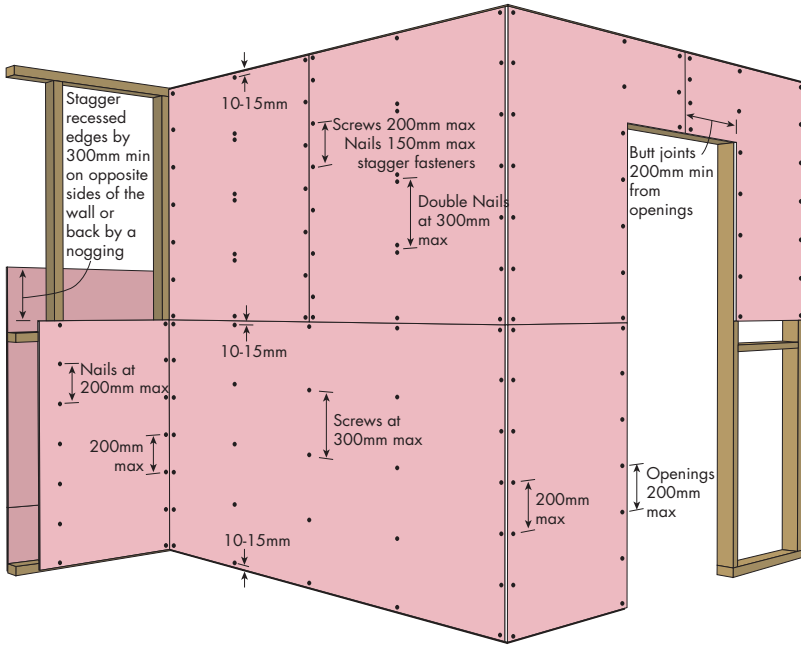 Stagger
recessed
edges by
300mm min
on opposite
sides of the
wall or
back by a
nogging
10-15mm
Screws 200mm max
Nails 150mm max
stagger fasteners
Double Nails
at 300mm
max
Butt joints
200mm min
from
openings
10-15mm
Nails at
200mm max
200mm
max
Screws at
300mm max
10-15mm
200mm
max
Openings
200mm
max